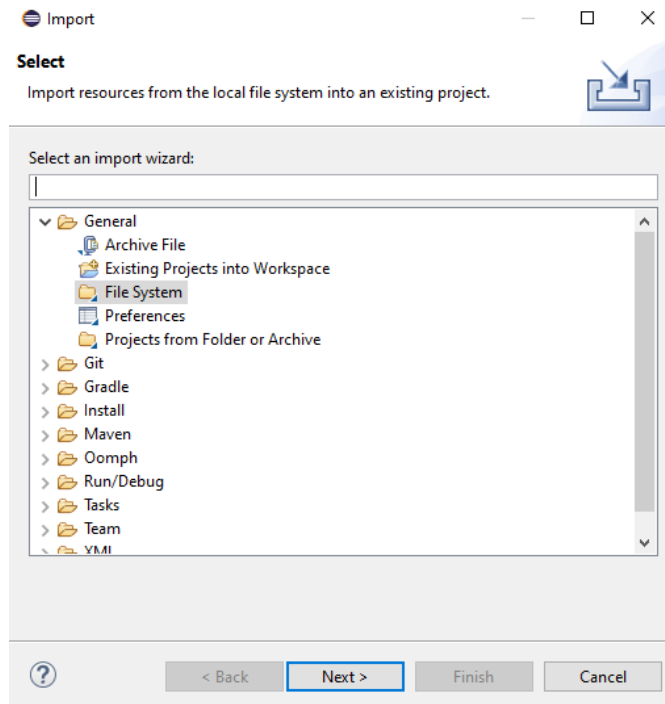 Import
Select
Import resources from the local file system into an existing project.
Select an import wizard:
General
Archive File
Existing Projects into Workspace
File System
Preferences
Projects from Folder or Archive
Git
Gradle
Install
Maven
Oomph
Run/Debug
Tasks
Team
XML
?
< Back Next > Finish Cancel